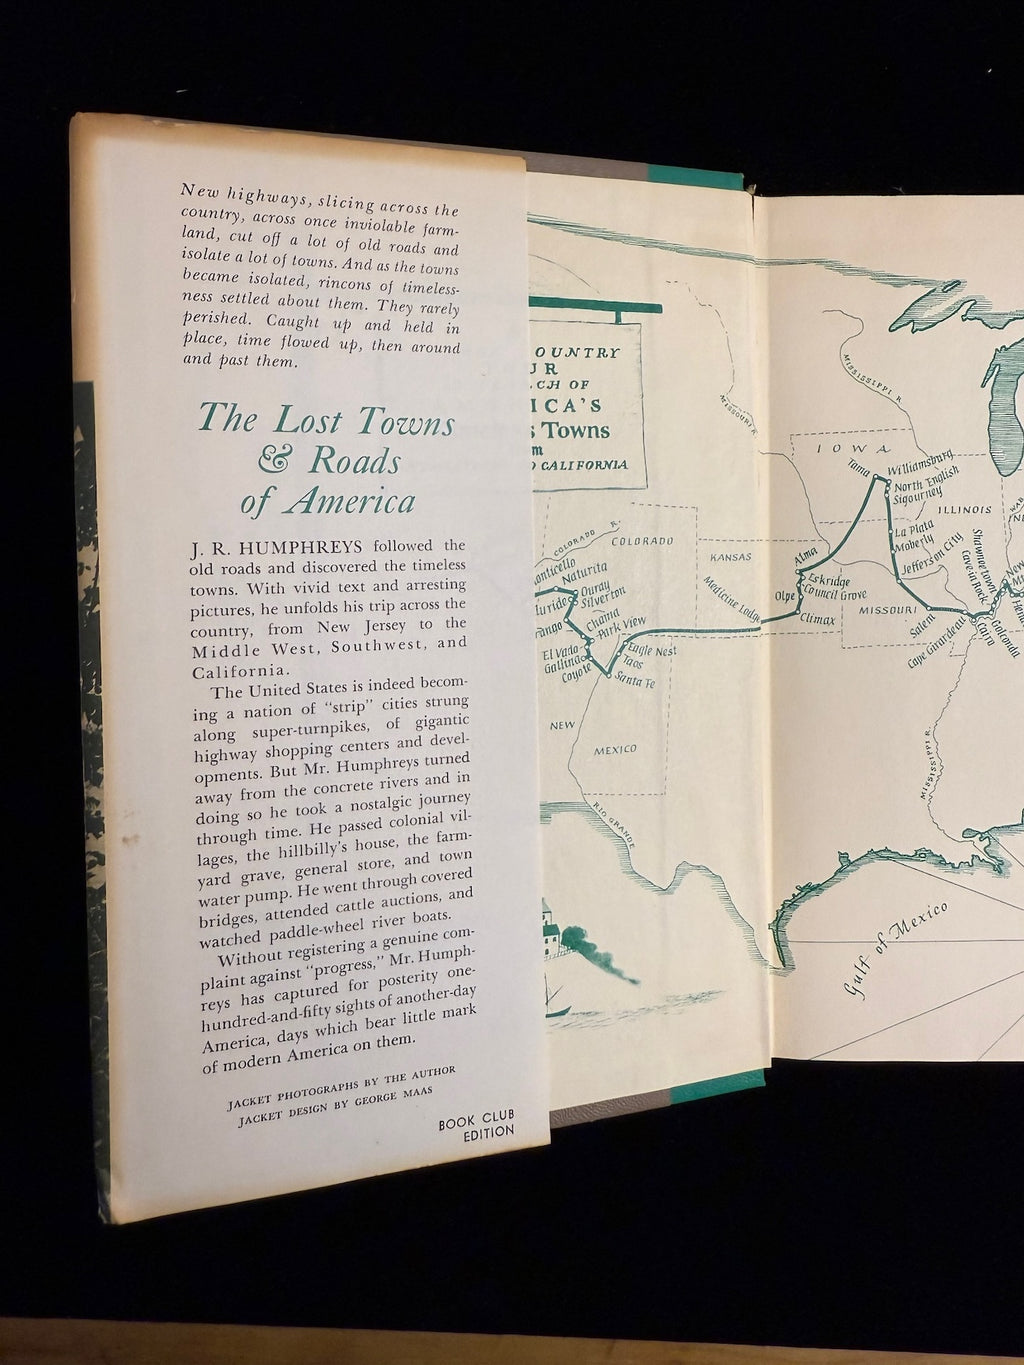 New highways, slicing across the
country, across once inviolable farm-
land, cut off a lot of old roads and
isolate a lot of towns. And as the towns
became isolated, rincons of timeless-
ness settled about them. They rarely
perished. Caught up and held in
place, time flowed up, then around
and past them.
The Lost Towns
& Roads
of America
J. R. HUMPHREYS followed the
old roads and discovered the timeless
towns. With vivid text and arresting
pictures, he unfolds his trip across the
country, from New Jersey to the
Middle West, Southwest, and
California.
The United States is indeed becom-
ing a nation of "strip" cities strung
along super-turnpikes, of gigantic
highway shopping centers and devel-
opments. But Mr. Humphreys turned
away from the concrete rivers and in
doing so he took a nostalgic journey
through time. He passed colonial vil-
lages, the hillbilly's house, the farm-
yard grave, general store, and town
water pump. He went through covered
bridges, attended cattle auctions, and
watched paddle-wheel river boats.
Without registering a genuine com-
plaint against "progress," Mr. Humph-
reys has captured for posterity one-
hundred-and-fifty sights of another-day
America, days which bear little mark
of modern America on them.
JACKET PHOTOGRAPHS BY THE AUTHOR
JACKET DESIGN BY GEORGE MAAS
BOOK CLUB
EDITION
OUNTRY
UR
CH OF
ICA'S
s Towns
m
O CALIFORNIA
MISSOURI R.
MISSISSIPPI R.
IOWA
Tama
Williamsburg
North English
Sigourney
ILLINOIS
La Plata
Moberly
Jefferson City
COLORADO R.
COLORADO
KANSAS
onticello
Naturita
Ouray
Silverton
lluride
Chama
Park View
rango
El Vado
Gallina
Coyote
Eagle Nest
Taos
Santa Fe
Medicine Lodge
Alma
Eskridge
Council Grove
Olpe
Climax
MISSOURI
Salem
Cape Girardeau
Cairo
Golconda
Cave-in Rock
Shawneetown
New
NEW
MEXICO
RIO GRANDE
MISSISSIPPI R.
Gulf of Mexico